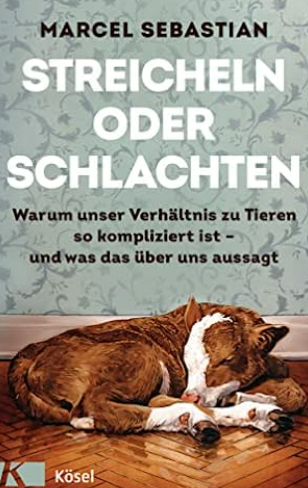 MARCEL SEBASTIAN
STREICHELN
ODER
SCHLACHTEN
Warum unser Verhältnis zu Tieren
so kompliziert ist –
und was das über uns aussagt
K Kösel